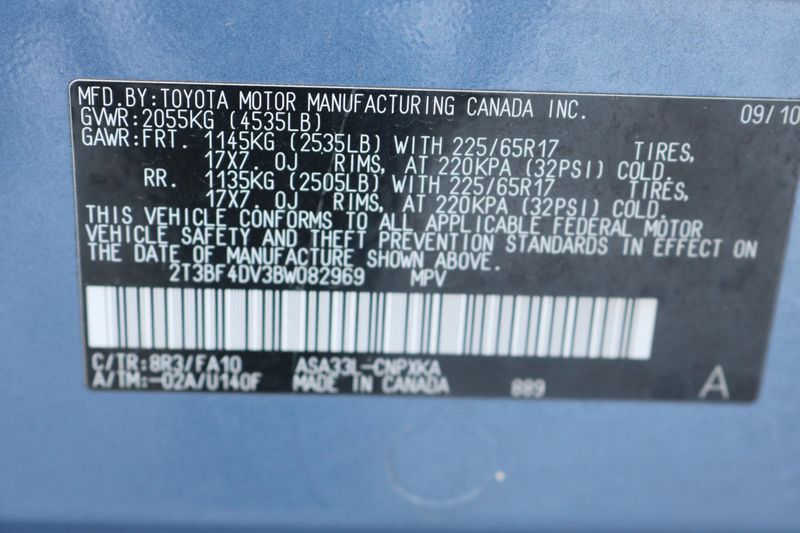 MFD.BY:TOYOTA MOTOR MANUFACTURING CANADA INC. 09/10
GVWR:2055KG (4535LB)
GAWR:FRT. 1145KG (2535LB) WITH 225/65R17 TIRES,
17X7. OJ RIMS, AT 220KPA (32PSI) COLD.
RR. 1135KG (2505LB) WITH 225/65R17 TIRES,
17X7. OJ RIMS, AT 220KPA (32PSI) COLD.
THIS VEHICLE CONFORMS TO ALL APPLICABLE FEDERAL MOTOR
VEHICLE SAFETY AND THEFT PREVENTION STANDARDS IN EFFECT ON
THE DATE OF MANUFACTURE SHOWN ABOVE.
2T3BF4DV3BW082969 MPV
C/TR:8R3/FA10 ASA33L-CNPXKA
A/TM:-02A/U140F MADE IN CANADA 889 A